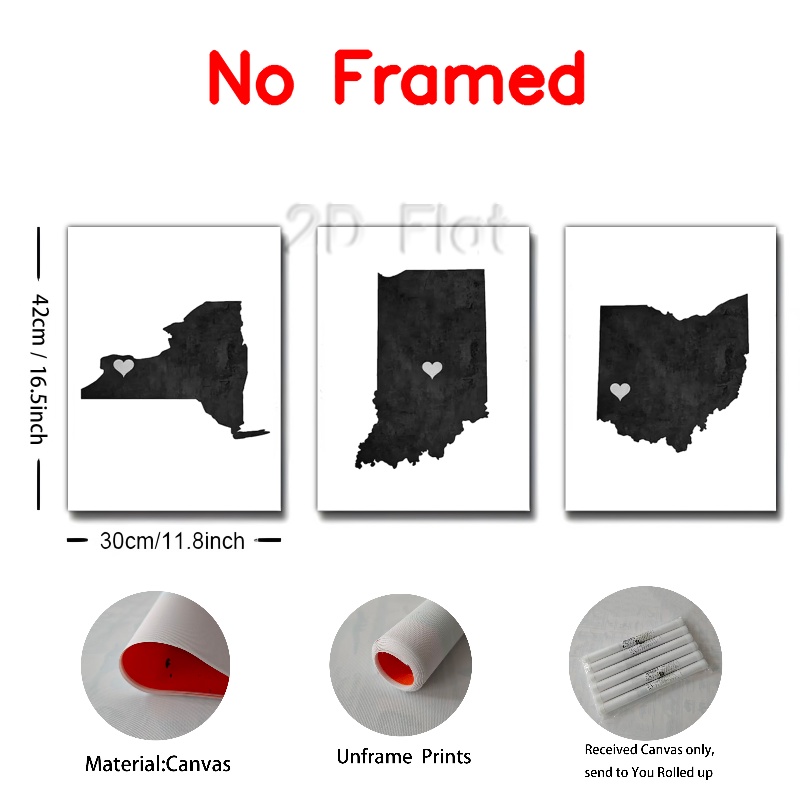 No Framed
2D Flat
42cm / 16.5inch
30cm/11.8inch
Material:Canvas
Unframe Prints
Received Canvas only,
send to You Rolled up